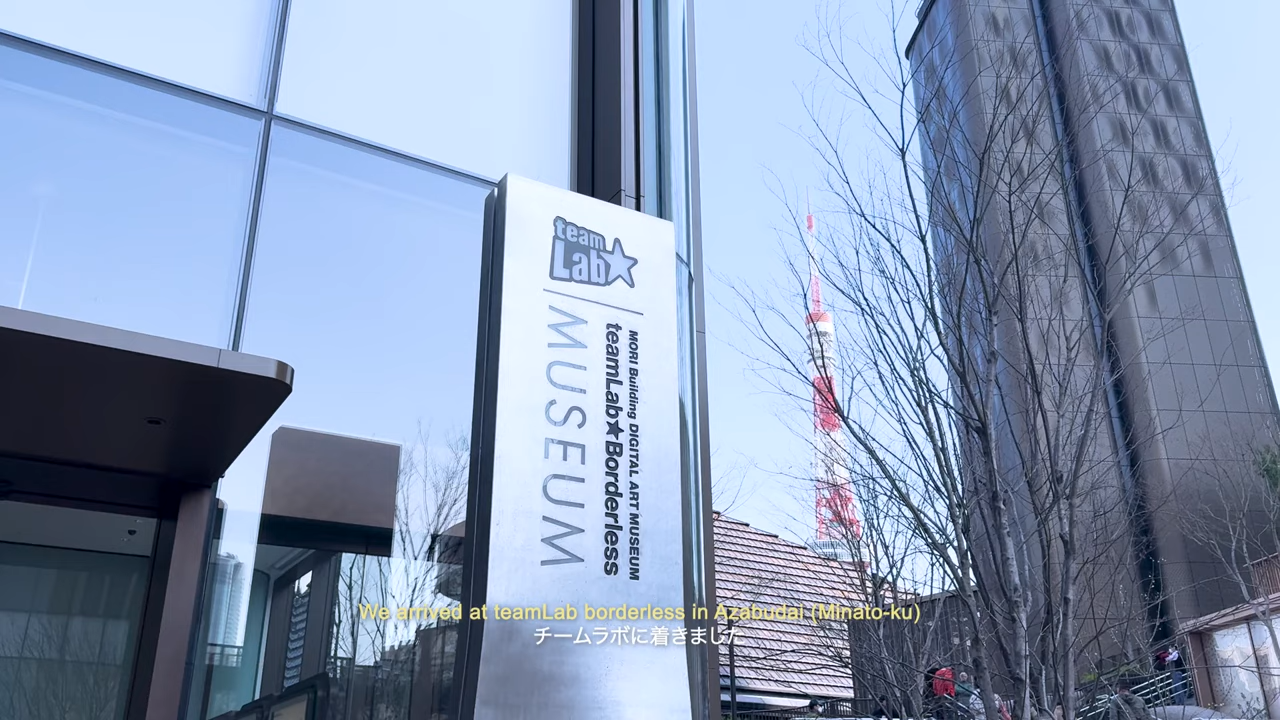 team
Lab★
MUSEUM
MORI Building DIGITAL ART MUSEUM
teamLab★Borderless
We arrived at teamLab borderless in Azabudai (Minato-ku)
チームラボに着きました